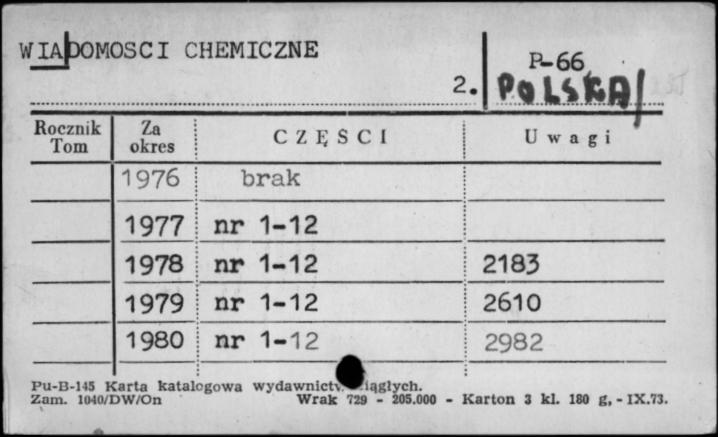 WIADOMOSCI CHEMICZNE
P-66
2. POLSKA
Rocznik Tom Za okres CZĘŚCI Uwagi
1976 brak
1977 nr 1-12
1978 nr 1-12 2183
1979 nr 1-12 2610
1980 nr 1-12 2982
Pu-B-145 Karta katalogowa
Zam. 1040/DW/On Wrak 729 - 205.000 - Karton 3 kl. 180 g, - IX.73.